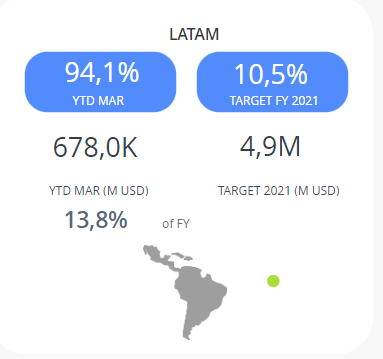 LATAM
94,1% 10,5%
YTD MAR TARGET FY 2021
678,0K 4,9M
YTD MAR (M USD) TARGET 2021 (M USD)
13,8% of FY